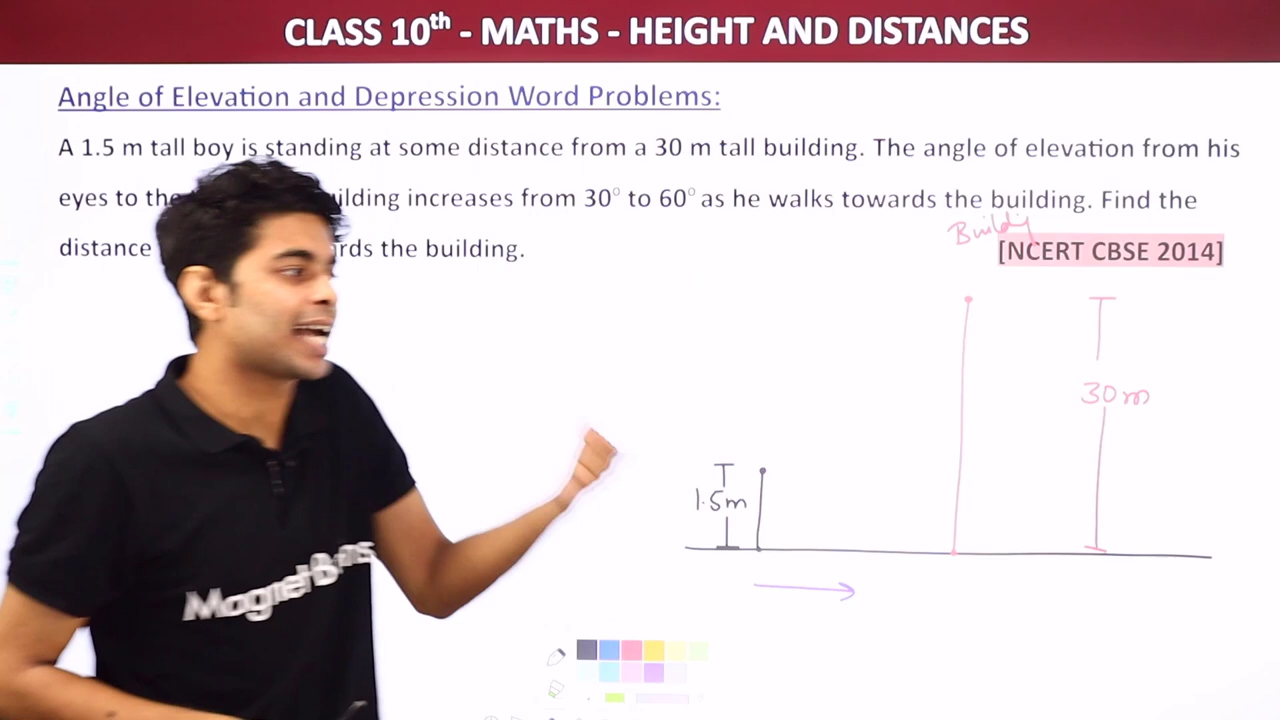 CLASS 10th - MATHS - HEIGHT AND DISTANCES
Angle of Elevation and Depression Word Problems:
A 1.5 m tall boy is standing at some distance from a 30 m tall building. The angle of elevation from his
eyes to the ilding increases from 30° to 60° as he walks towards the building. Find the
distance rds the building.
Buildi
[NCERT CBSE 2014]
30m
1.5m
Magnet B ns